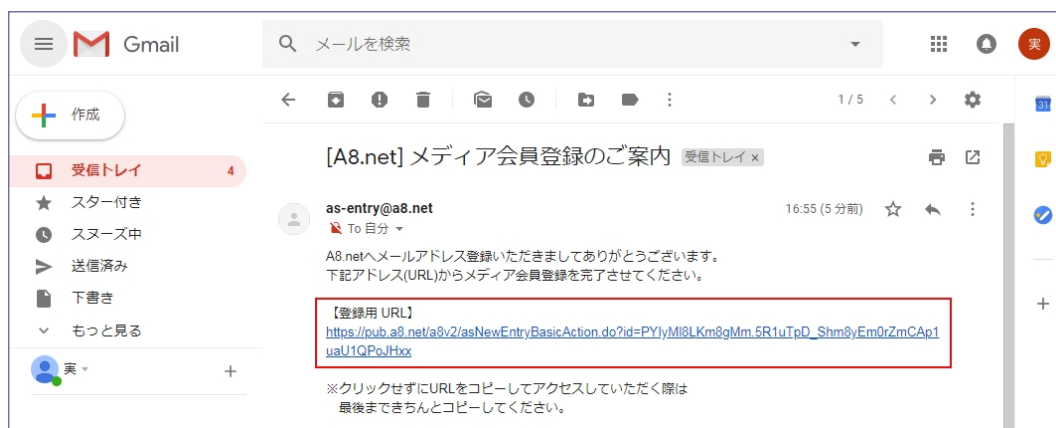 Gmail
メールを検索
実
作成
1 / 5
31
[A8.net] メディア会員登録のご案内 受信トレイ x
受信トレイ 4
スター付き
スヌーズ中
送信済み
下書き
もっと見る
実
as-entry@a8.net
16:55 (5 分前)
To 自分
A8.netへメールアドレス登録いただきましてありがとうございます。
下記アドレス(URL)からメディア会員登録を完了させてください。
【登録用 URL】
https://pub.a8.net/a8v2/asNewEntryBasicAction.do?id=PYIyMl8LKm8gMm.5R1uTpD_Shm8yEm0rZmCAp1
uaU1QPoJHxx
※クリックせずにURLをコピーしてアクセスしていただく際は
最後まできちんとコピーしてください。